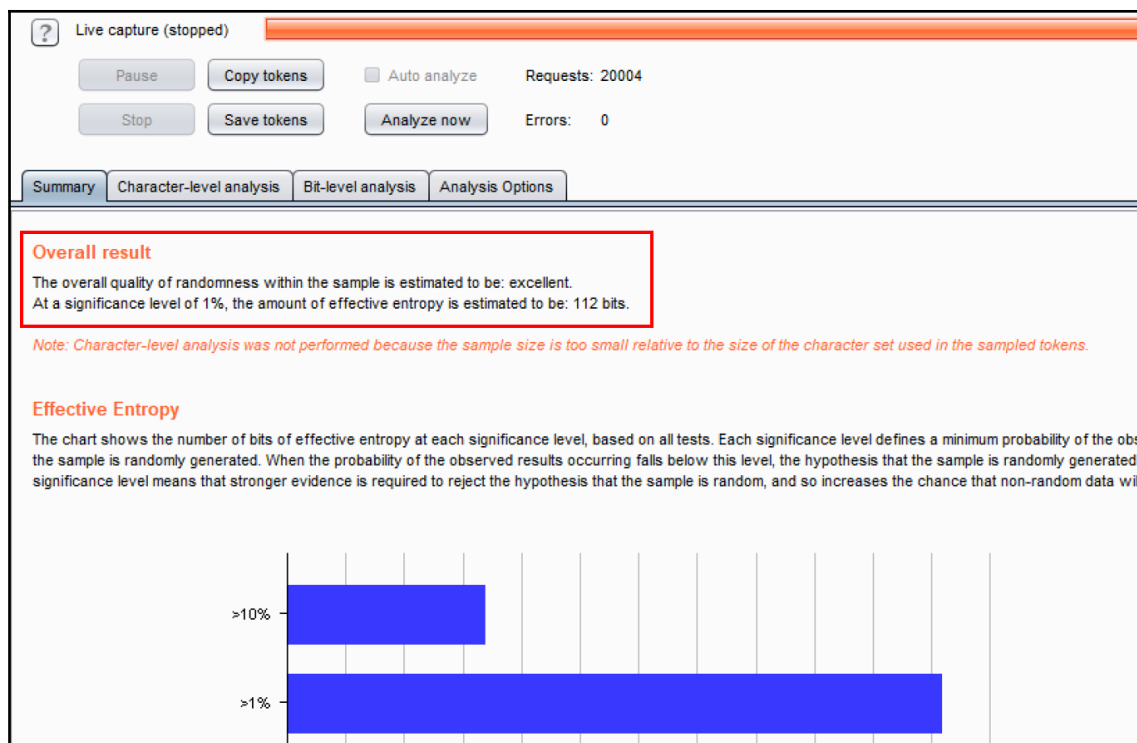 ? Live capture (stopped)
Pause Copy tokens Auto analyze Requests: 20004
Stop Save tokens Analyze now Errors: 0
Summary Character-level analysis Bit-level analysis Analysis Options
Overall result
The overall quality of randomness within the sample is estimated to be: excellent.
At a significance level of 1%, the amount of effective entropy is estimated to be: 112 bits.
Note: Character-level analysis was not performed because the sample size is too small relative to the size of the character set used in the sampled tokens.
Effective Entropy
The chart shows the number of bits of effective entropy at each significance level, based on all tests. Each significance level defines a minimum probability of the obs
the sample is randomly generated. When the probability of the observed results occurring falls below this level, the hypothesis that the sample is randomly generated
significance level means that stronger evidence is required to reject the hypothesis that the sample is random, and so increases the chance that non-random data wil
>10%
>1%